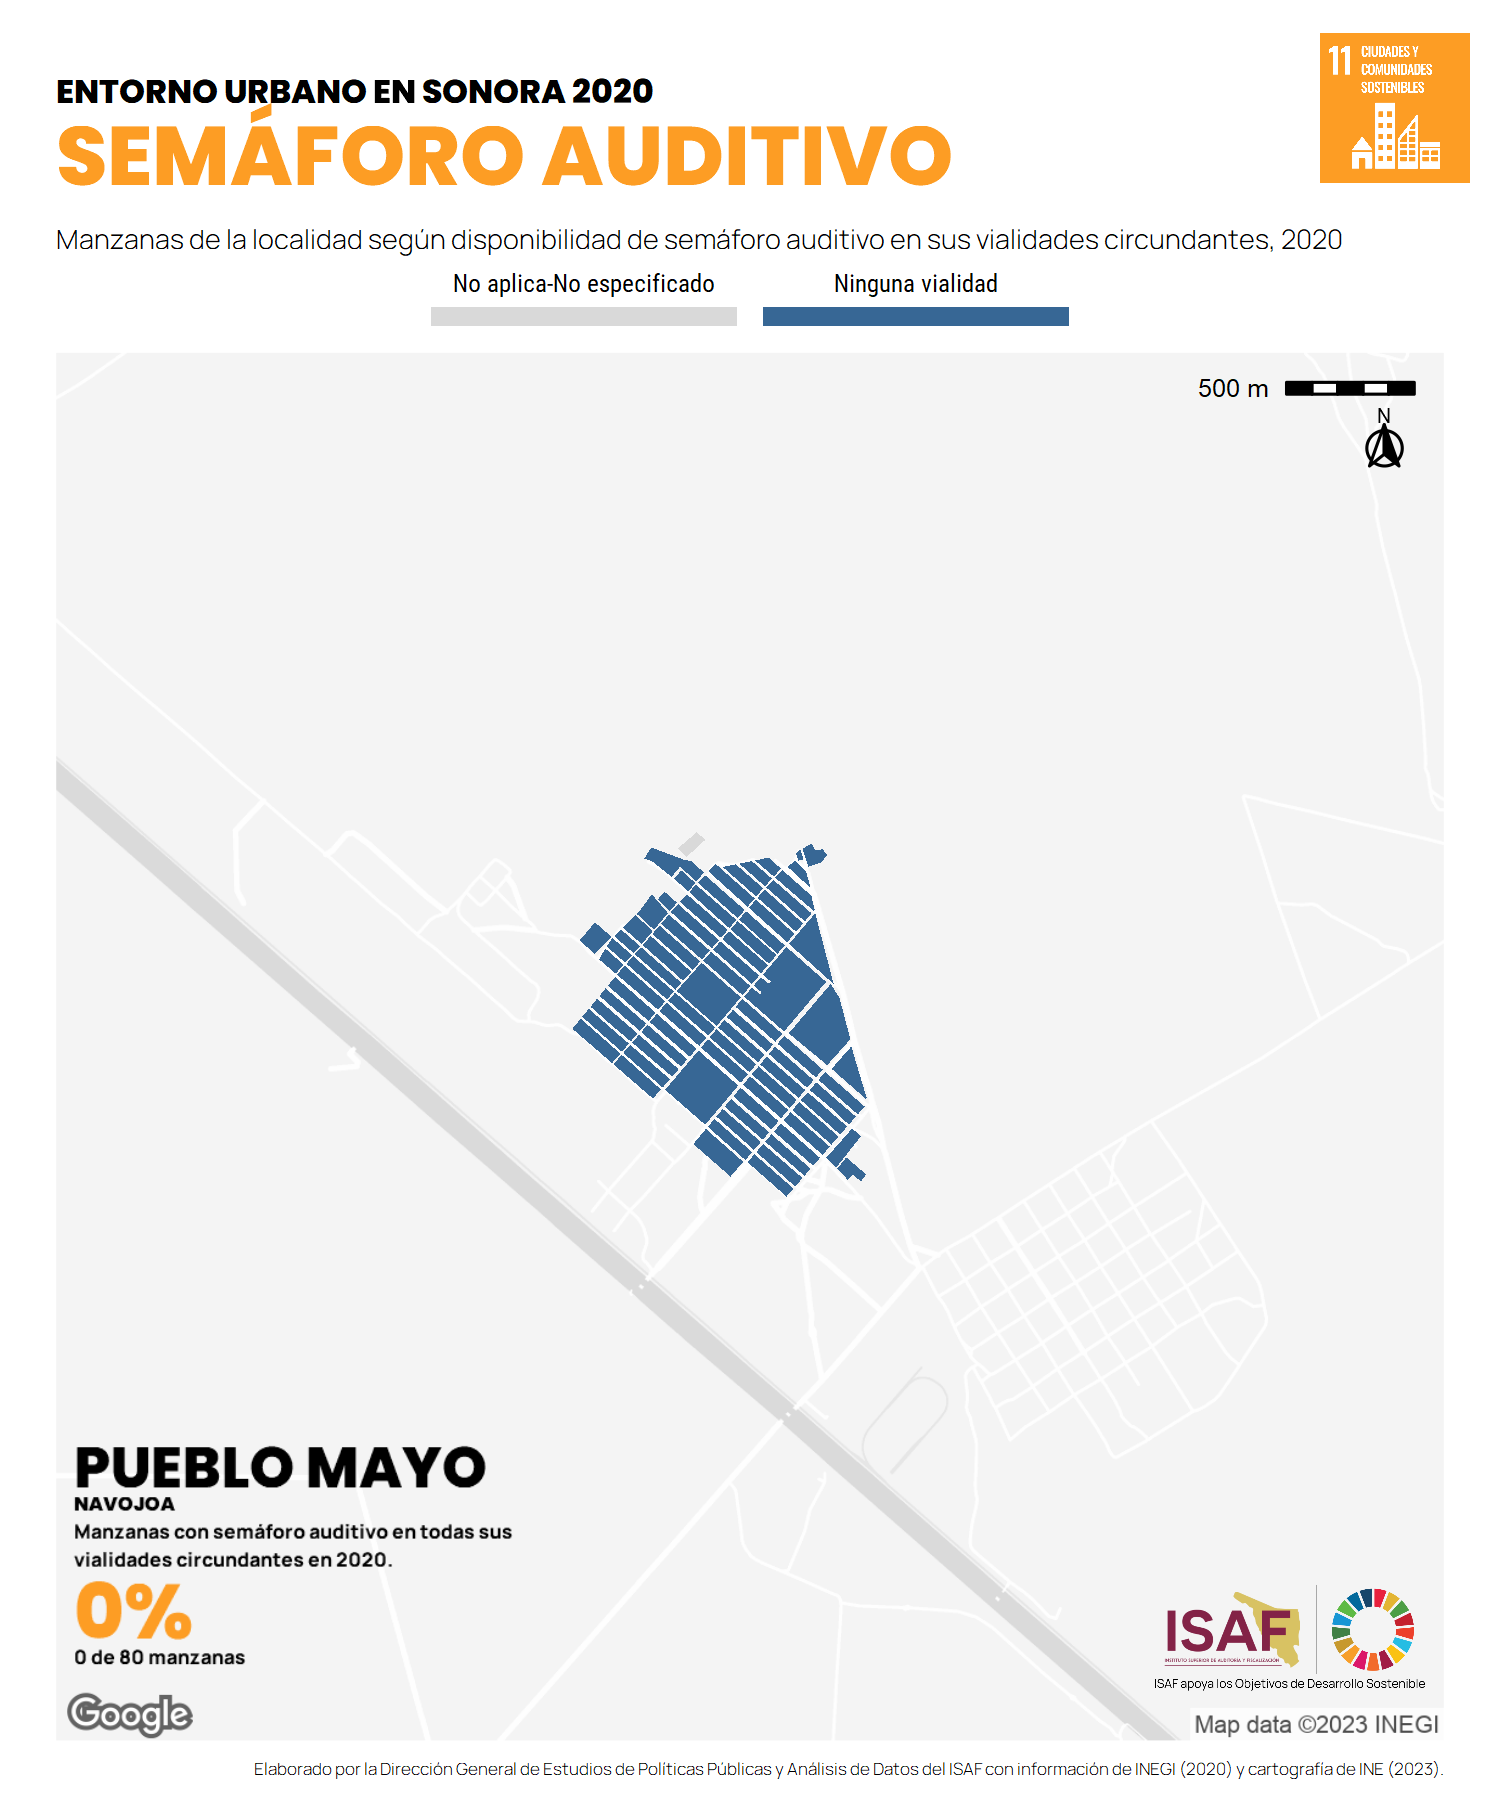 11 CIUDADES Y
COMUNIDADES
SOSTENIBLES
ENTORNO URBANO EN SONORA 2020
SEMÁFORO AUDITIVO
Manzanas de la localidad según disponibilidad de semáforo auditivo en sus vialidades circundantes, 2020
No aplica-No especificado
Ninguna vialidad
500 m
N
PUEBLO MAYO
NAVOJOA
Manzanas con semáforo auditivo en todas sus
vialidades circundantes en 2020.
0%
0 de 80 manzanas
Google
ISAF
INSTITUTO SUPERIOR DE AUDITORÍA Y FISCALIZACIÓN
ISAF apoya los Objetivos de Desarrollo Sostenible
Map data ©2023 INEGI
Elaborado por la Dirección General de Estudios de Políticas Públicas y Análisis de Datos del ISAF con información de INEGI (2020) y cartografía de INE (2023).